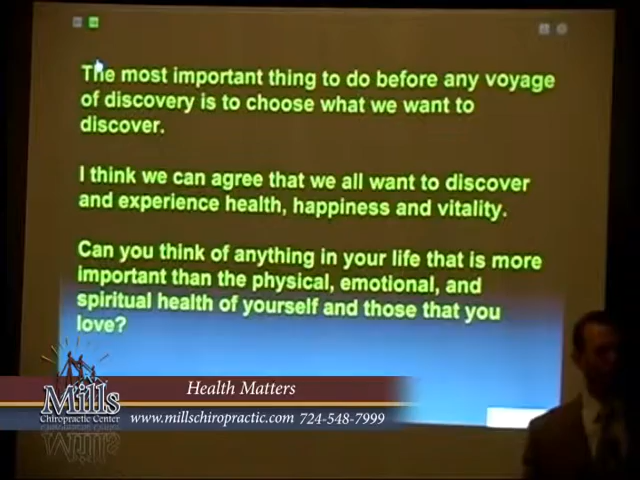 The most important thing to do before any voyage
of discovery is to choose what we want to
discover.
I think we can agree that we all want to discover
and experience health, happiness and vitality.
Can you think of anything in your life that is more
important than the physical, emotional, and
spiritual health of yourself and those that you
love?
Health Matters
Mills
Chiropractic Center
www.millschiropractic.com 724-548-7999